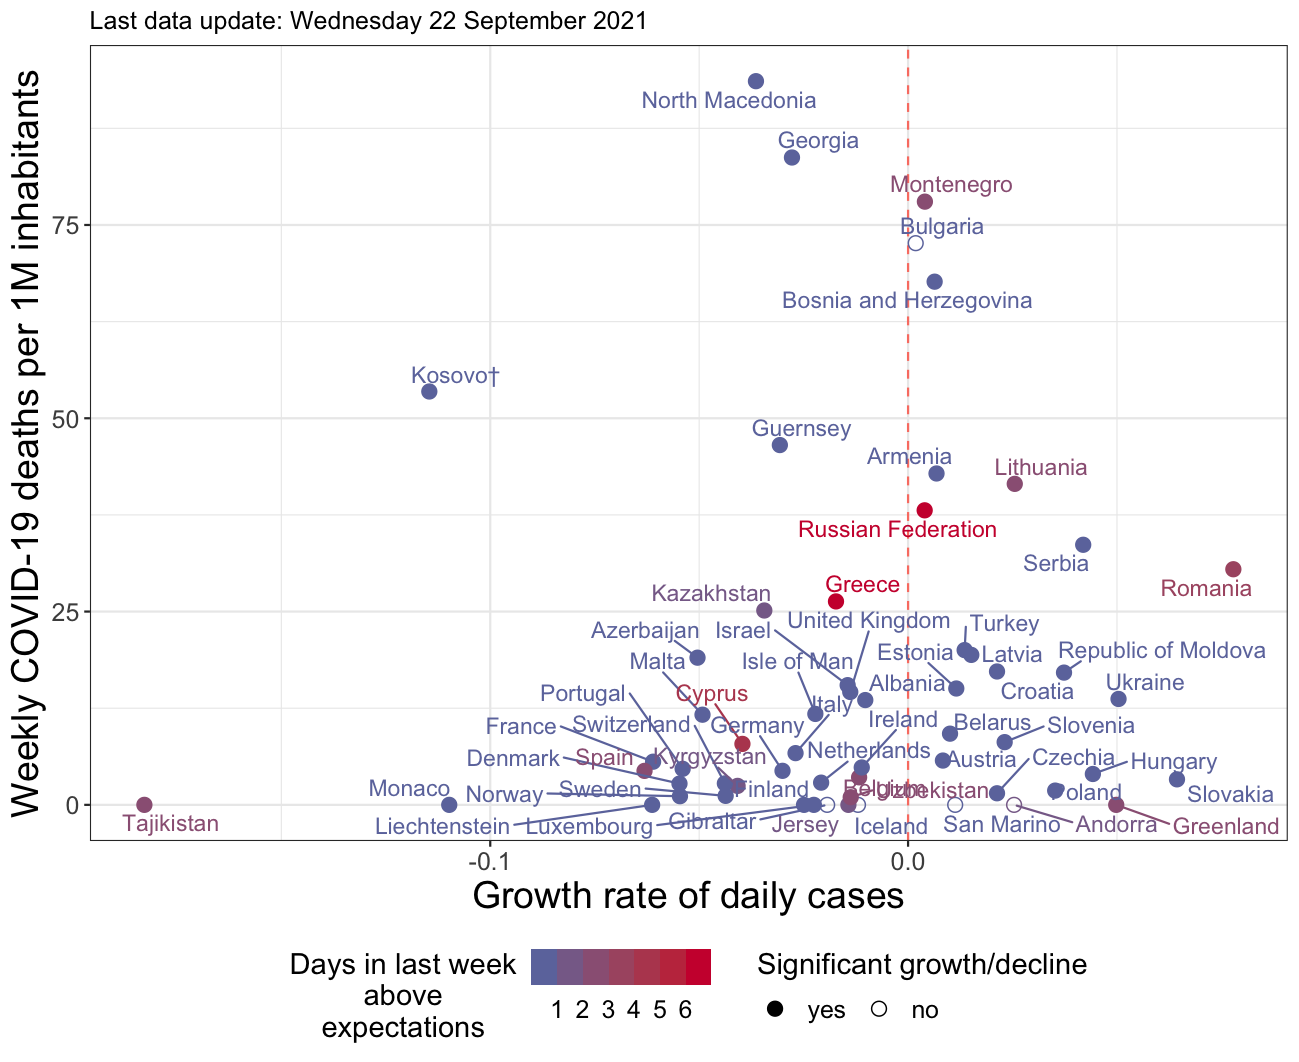 Last data update: Wednesday 22 September 2021
Weekly COVID-19 deaths per 1M inhabitants
North Macedonia
Georgia
Montenegro
75
Bulgaria
Bosnia and Herzegovina
Kosovo†
50
Guernsey
Armenia
Lithuania
Russian Federation
Serbia
Greece
Romania
Kazakhstan
25
United Kingdom
Turkey
Azerbaijan
Israel
Estonia
Latvia
Republic of Moldova
Malta
Isle of Man
Albania
Croatia
Ukraine
Portugal
Cyprus
Italy
France
Switzerland
Germany
Ireland
Belarus
Slovenia
Denmark
Spain
Kyrgyzstan
Netherlands
Austria
Czechia
Hungary
Monaco
Norway
Sweden
Finland
Belgium
Uzbekistan
Poland
Slovakia
0
Tajikistan
Liechtenstein
Luxembourg
Gibraltar
Jersey
Iceland
San Marino
Andorra
Greenland
-0.1
0.0
Growth rate of daily cases
Days in last week
above
expectations
1 2 3 4 5 6
Significant growth/decline
yes
no